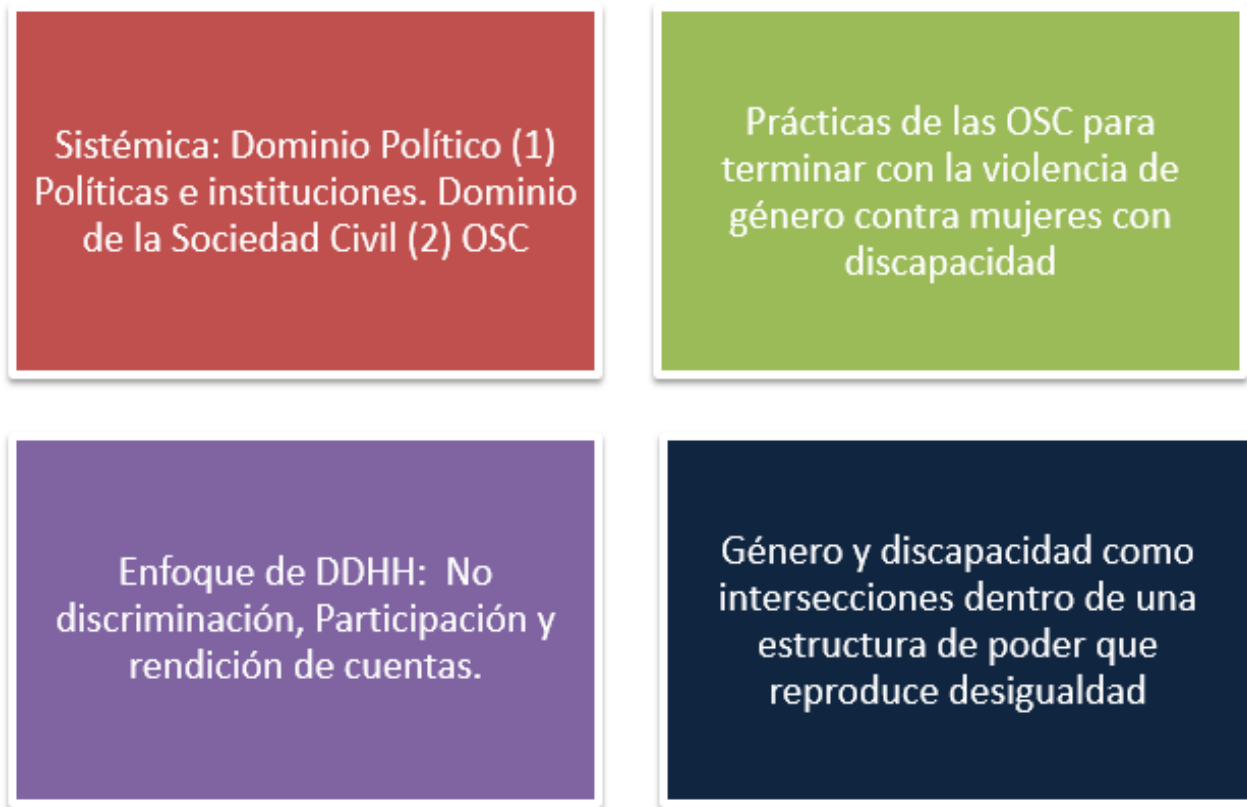 Sistémica: Dominio Político (1)
Políticas e instituciones. Dominio
de la Sociedad Civil (2) OSC
Prácticas de las OSC para
terminar con la violencia de
género contra mujeres con
discapacidad
Enfoque de DDHH:  No
discriminación, Participación y
rendición de cuentas.
Género y discapacidad como
intersecciones dentro de una
estructura de poder que
reproduce desigualdad